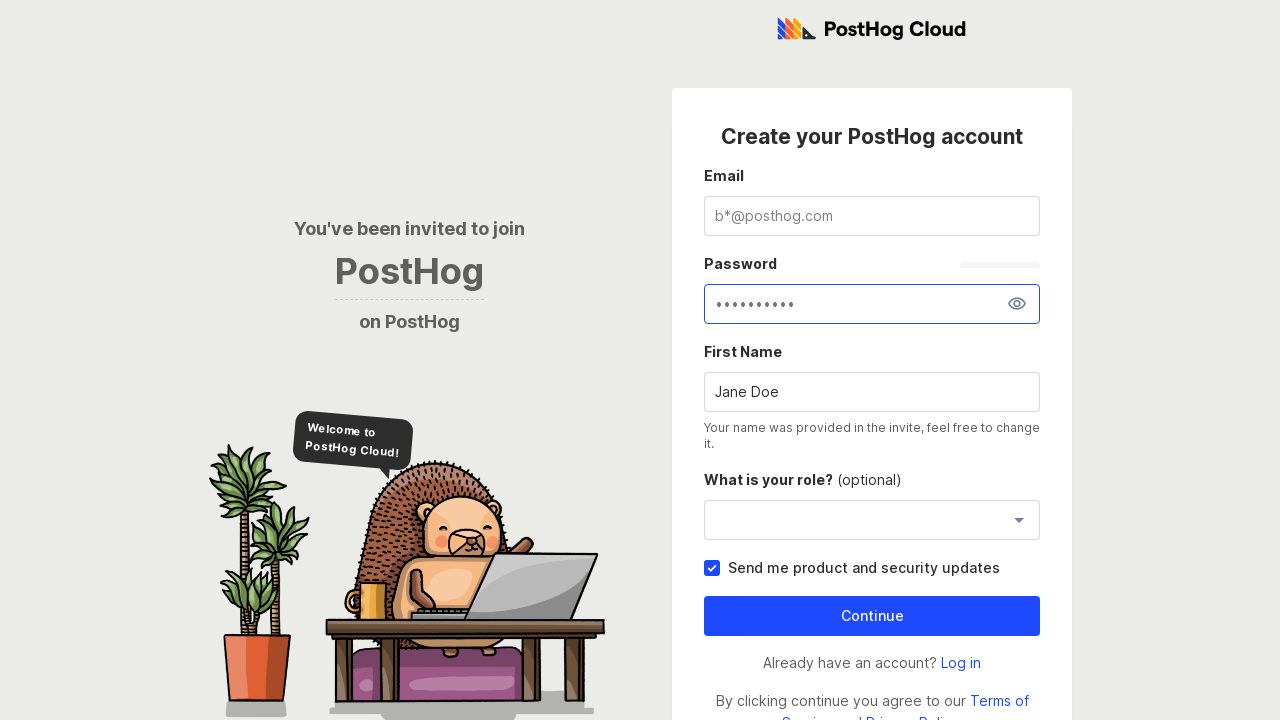 PostHog Cloud
Create your PostHog account
Email
b*@posthog.com
Password
••••••••••
First Name
Jane Doe
Your name was provided in the invite, feel free to change
it.
What is your role? (optional)
Send me product and security updates
Continue
Already have an account? Log in
By clicking continue you agree to our Terms of
You've been invited to join
PostHog
on PostHog
Welcome to
PostHog Cloud!